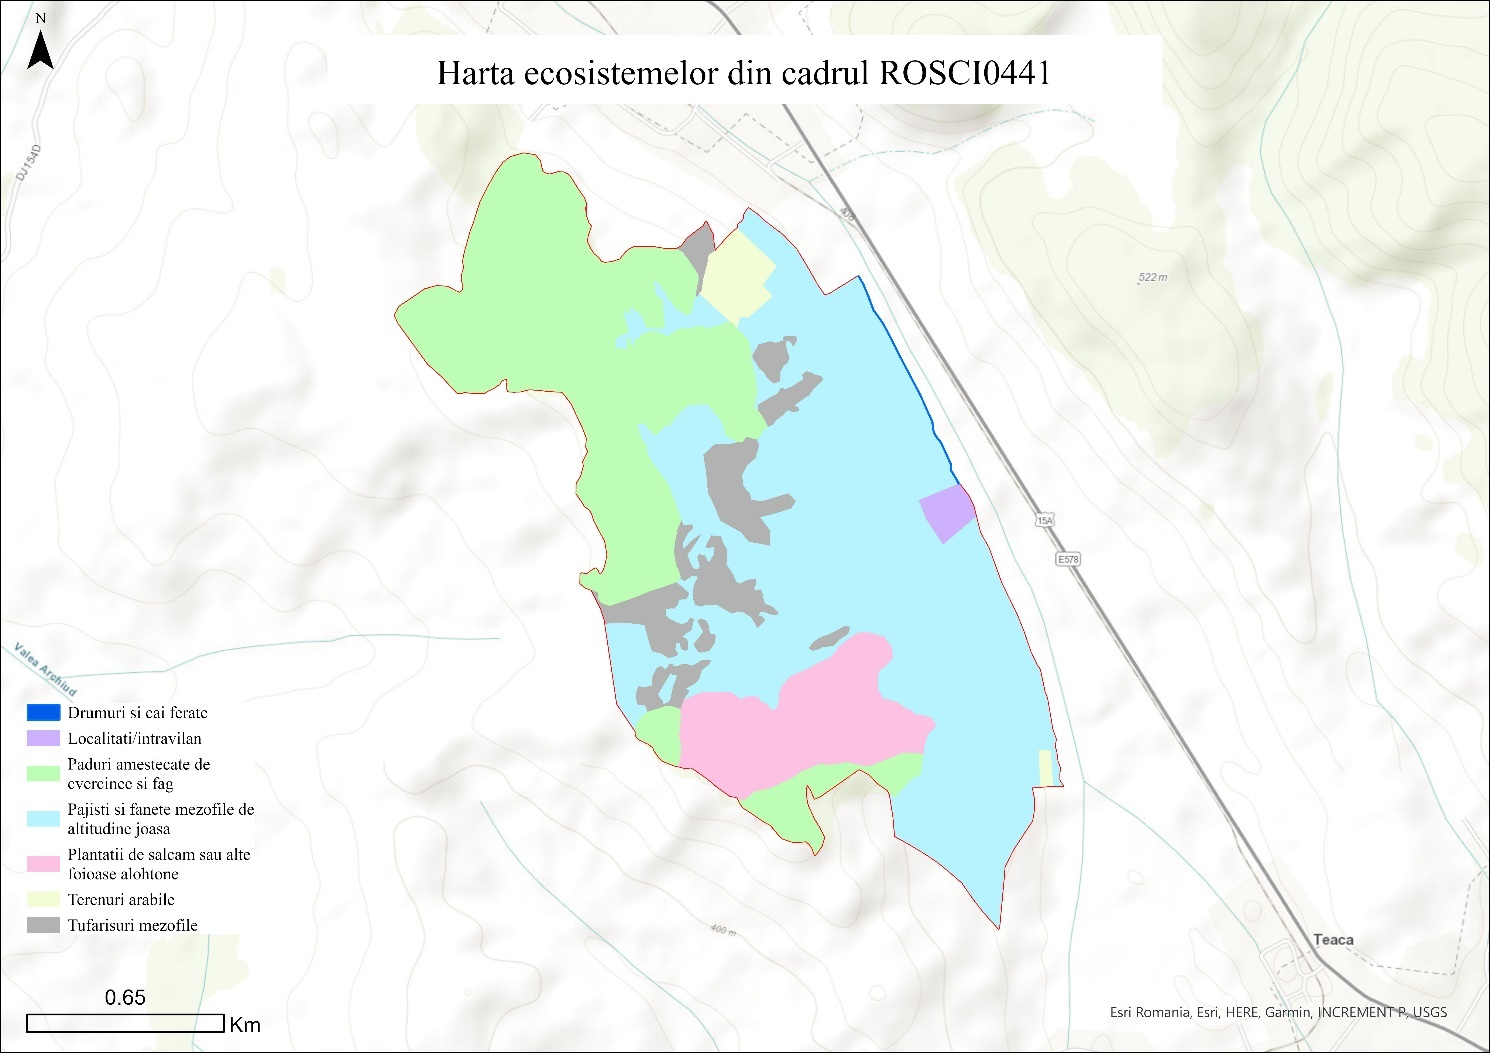 N
Harta ecosistemelor din cadrul ROSCI0441
DJ154D
406
522 m
15A
E578
Valea Archiud
Drumuri si cai ferate
Localitati/intravilan
Paduri amestecate de
cvercinee si fag
Pajisti si fanete mezofile de
altitudine joasa
Plantatii de salcam sau alte
foioase alohtone
Terenuri arabile
Tufarisuri mezofile
400 m
Teaca
0.65
Km
Esri Romania, Esri, HERE, Garmin, INCREMENT P, USGS